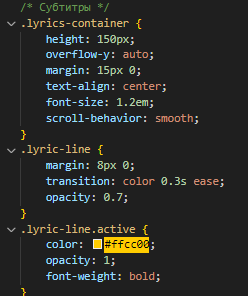 /* Субтитры */
.lyrics-container {
height: 150px;
overflow-y: auto;
margin: 15px 0;
text-align: center;
font-size: 1.2em;
scroll-behavior: smooth;
}
.lyric-line {
margin: 8px 0;
transition: color 0.3s ease;
opacity: 0.7;
}
.lyric-line.active {
color: #ffcc00;
opacity: 1;
font-weight: bold;
}